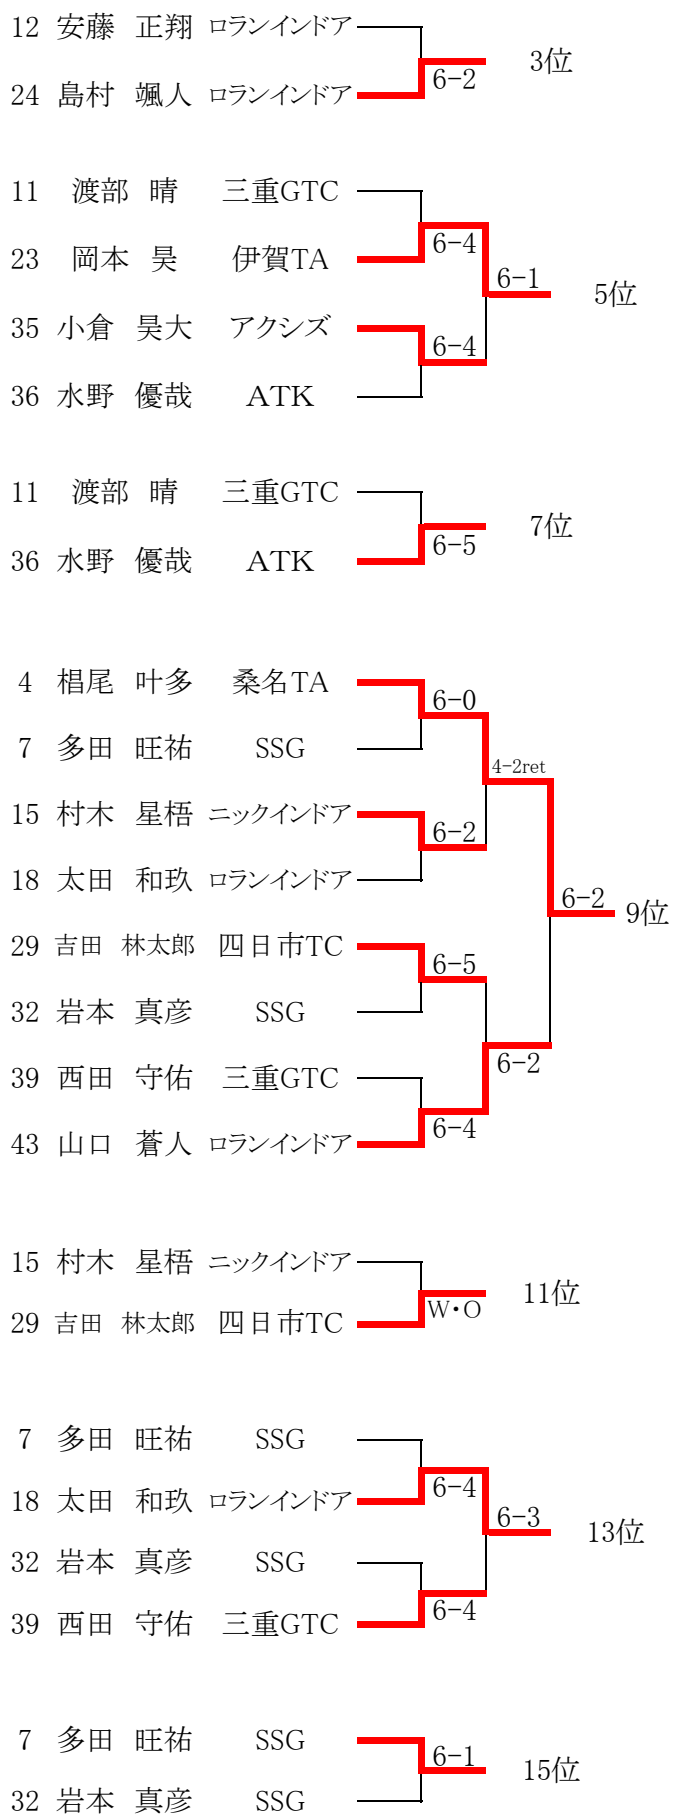 12 安藤 正翔 ロランインドア
3位
6-2
24 島村 颯人 ロランインドア
11 渡部 晴 三重GTC
6-4
23 岡本 昊 伊賀TA
6-1
5位
35 小倉 昊大 アクシズ
6-4
36 水野 優哉 ATK
11 渡部 晴 三重GTC
7位
6-5
36 水野 優哉 ATK
4 椙尾 叶多 桑名TA
6-0
7 多田 旺祐 SSG
4-2ret
15 村木 星梧 ニックインドア
6-2
18 太田 和玖 ロランインドア
6-2
9位
29 吉田 林太郎 四日市TC
6-5
32 岩本 真彦 SSG
6-2
39 西田 守佑 三重GTC
6-4
43 山口 蒼人 ロランインドア
15 村木 星梧 ニックインドア
11位
W・O
29 吉田 林太郎 四日市TC
7 多田 旺祐 SSG
6-4
18 太田 和玖 ロランインドア
6-3
13位
32 岩本 真彦 SSG
6-4
39 西田 守佑 三重GTC
7 多田 旺祐 SSG
6-1
15位
32 岩本 真彦 SSG